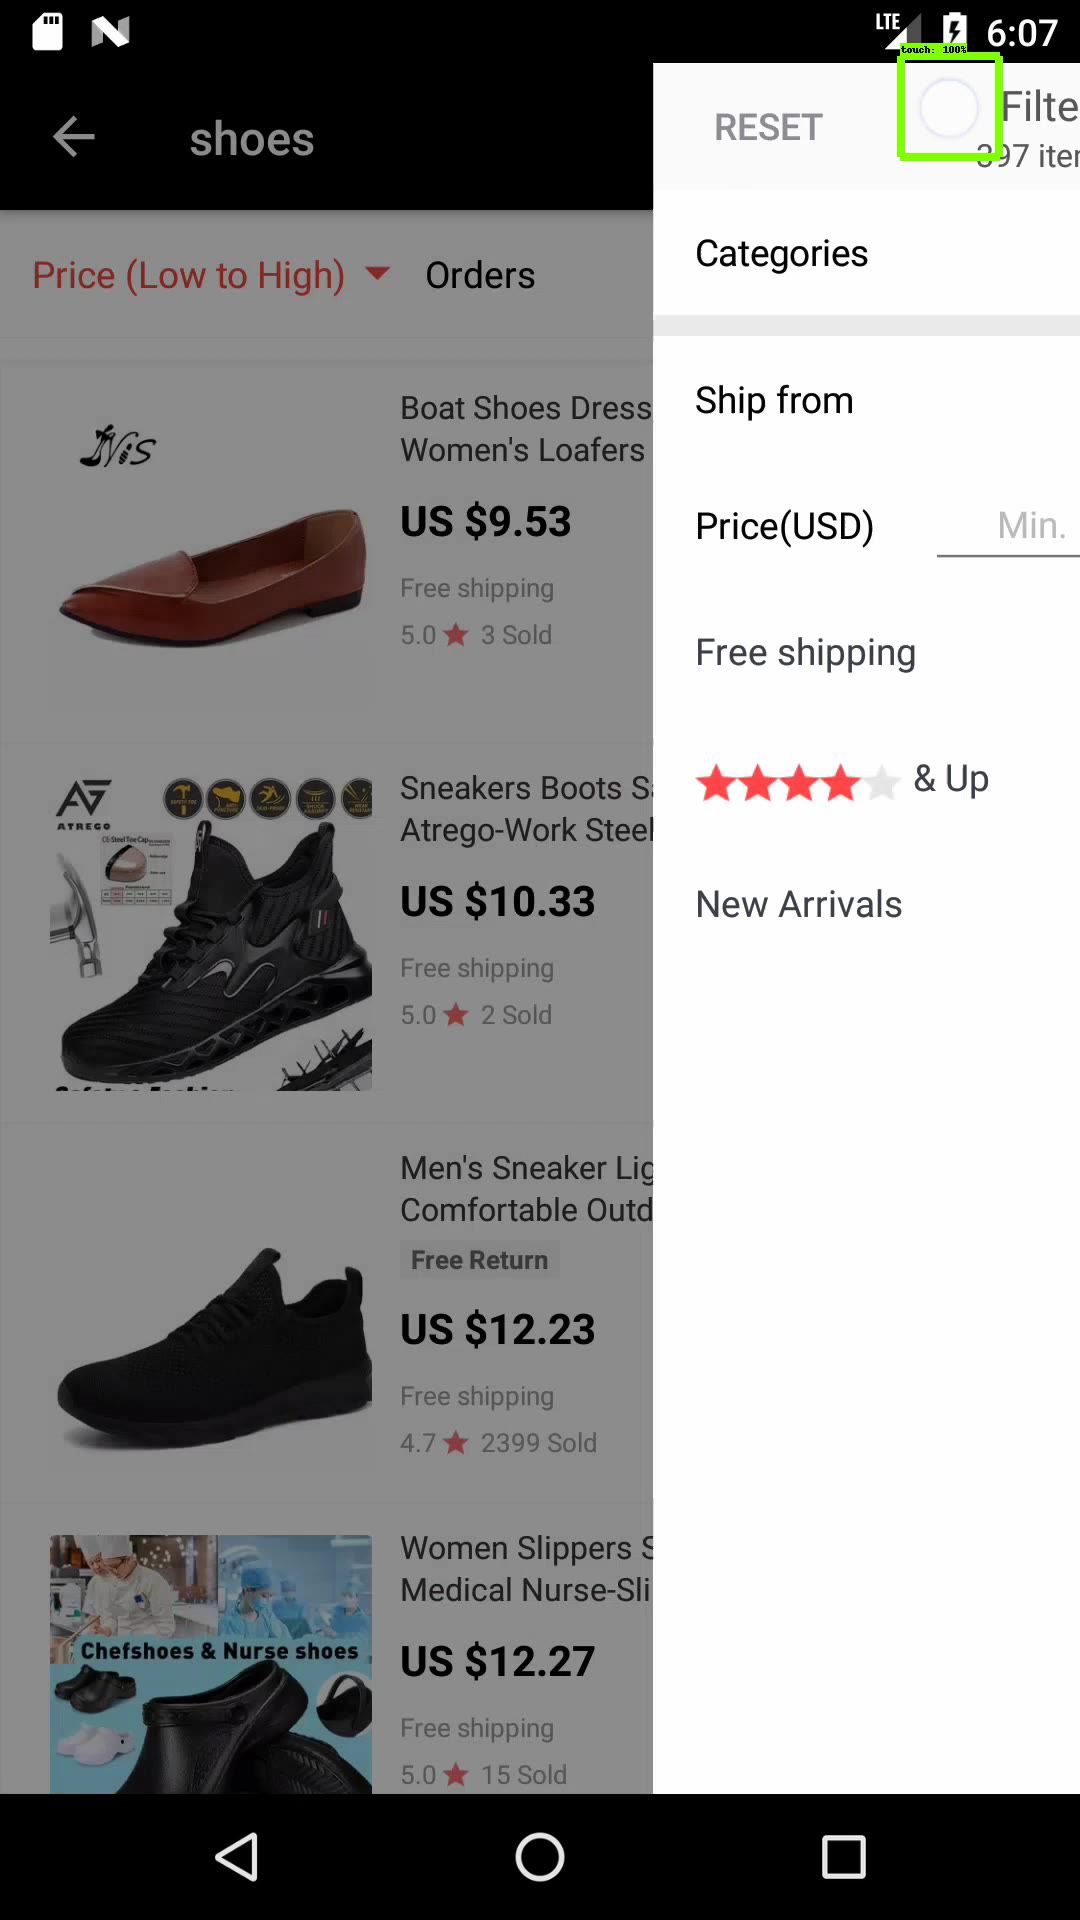 LTE 6:07
touch: 100%
shoes
RESET
Filte
397 iter
Price (Low to High)
Orders
Categories
Ship from
Price(USD)
Min.
Free shipping
& Up
New Arrivals
Boat Shoes Dress
Women's Loafers
US $9.53
Free shipping
5.0 3 Sold
ATREGO
Sneakers Boots Sa
Atrego-Work Steel
US $10.33
Free shipping
5.0 2 Sold
Men's Sneaker Lig
Comfortable Outd
Free Return
US $12.23
Free shipping
4.7 2399 Sold
Chefshoes & Nurse shoes
Women Slippers S
Medical Nurse-Sli
US $12.27
Free shipping
5.0 15 Sold